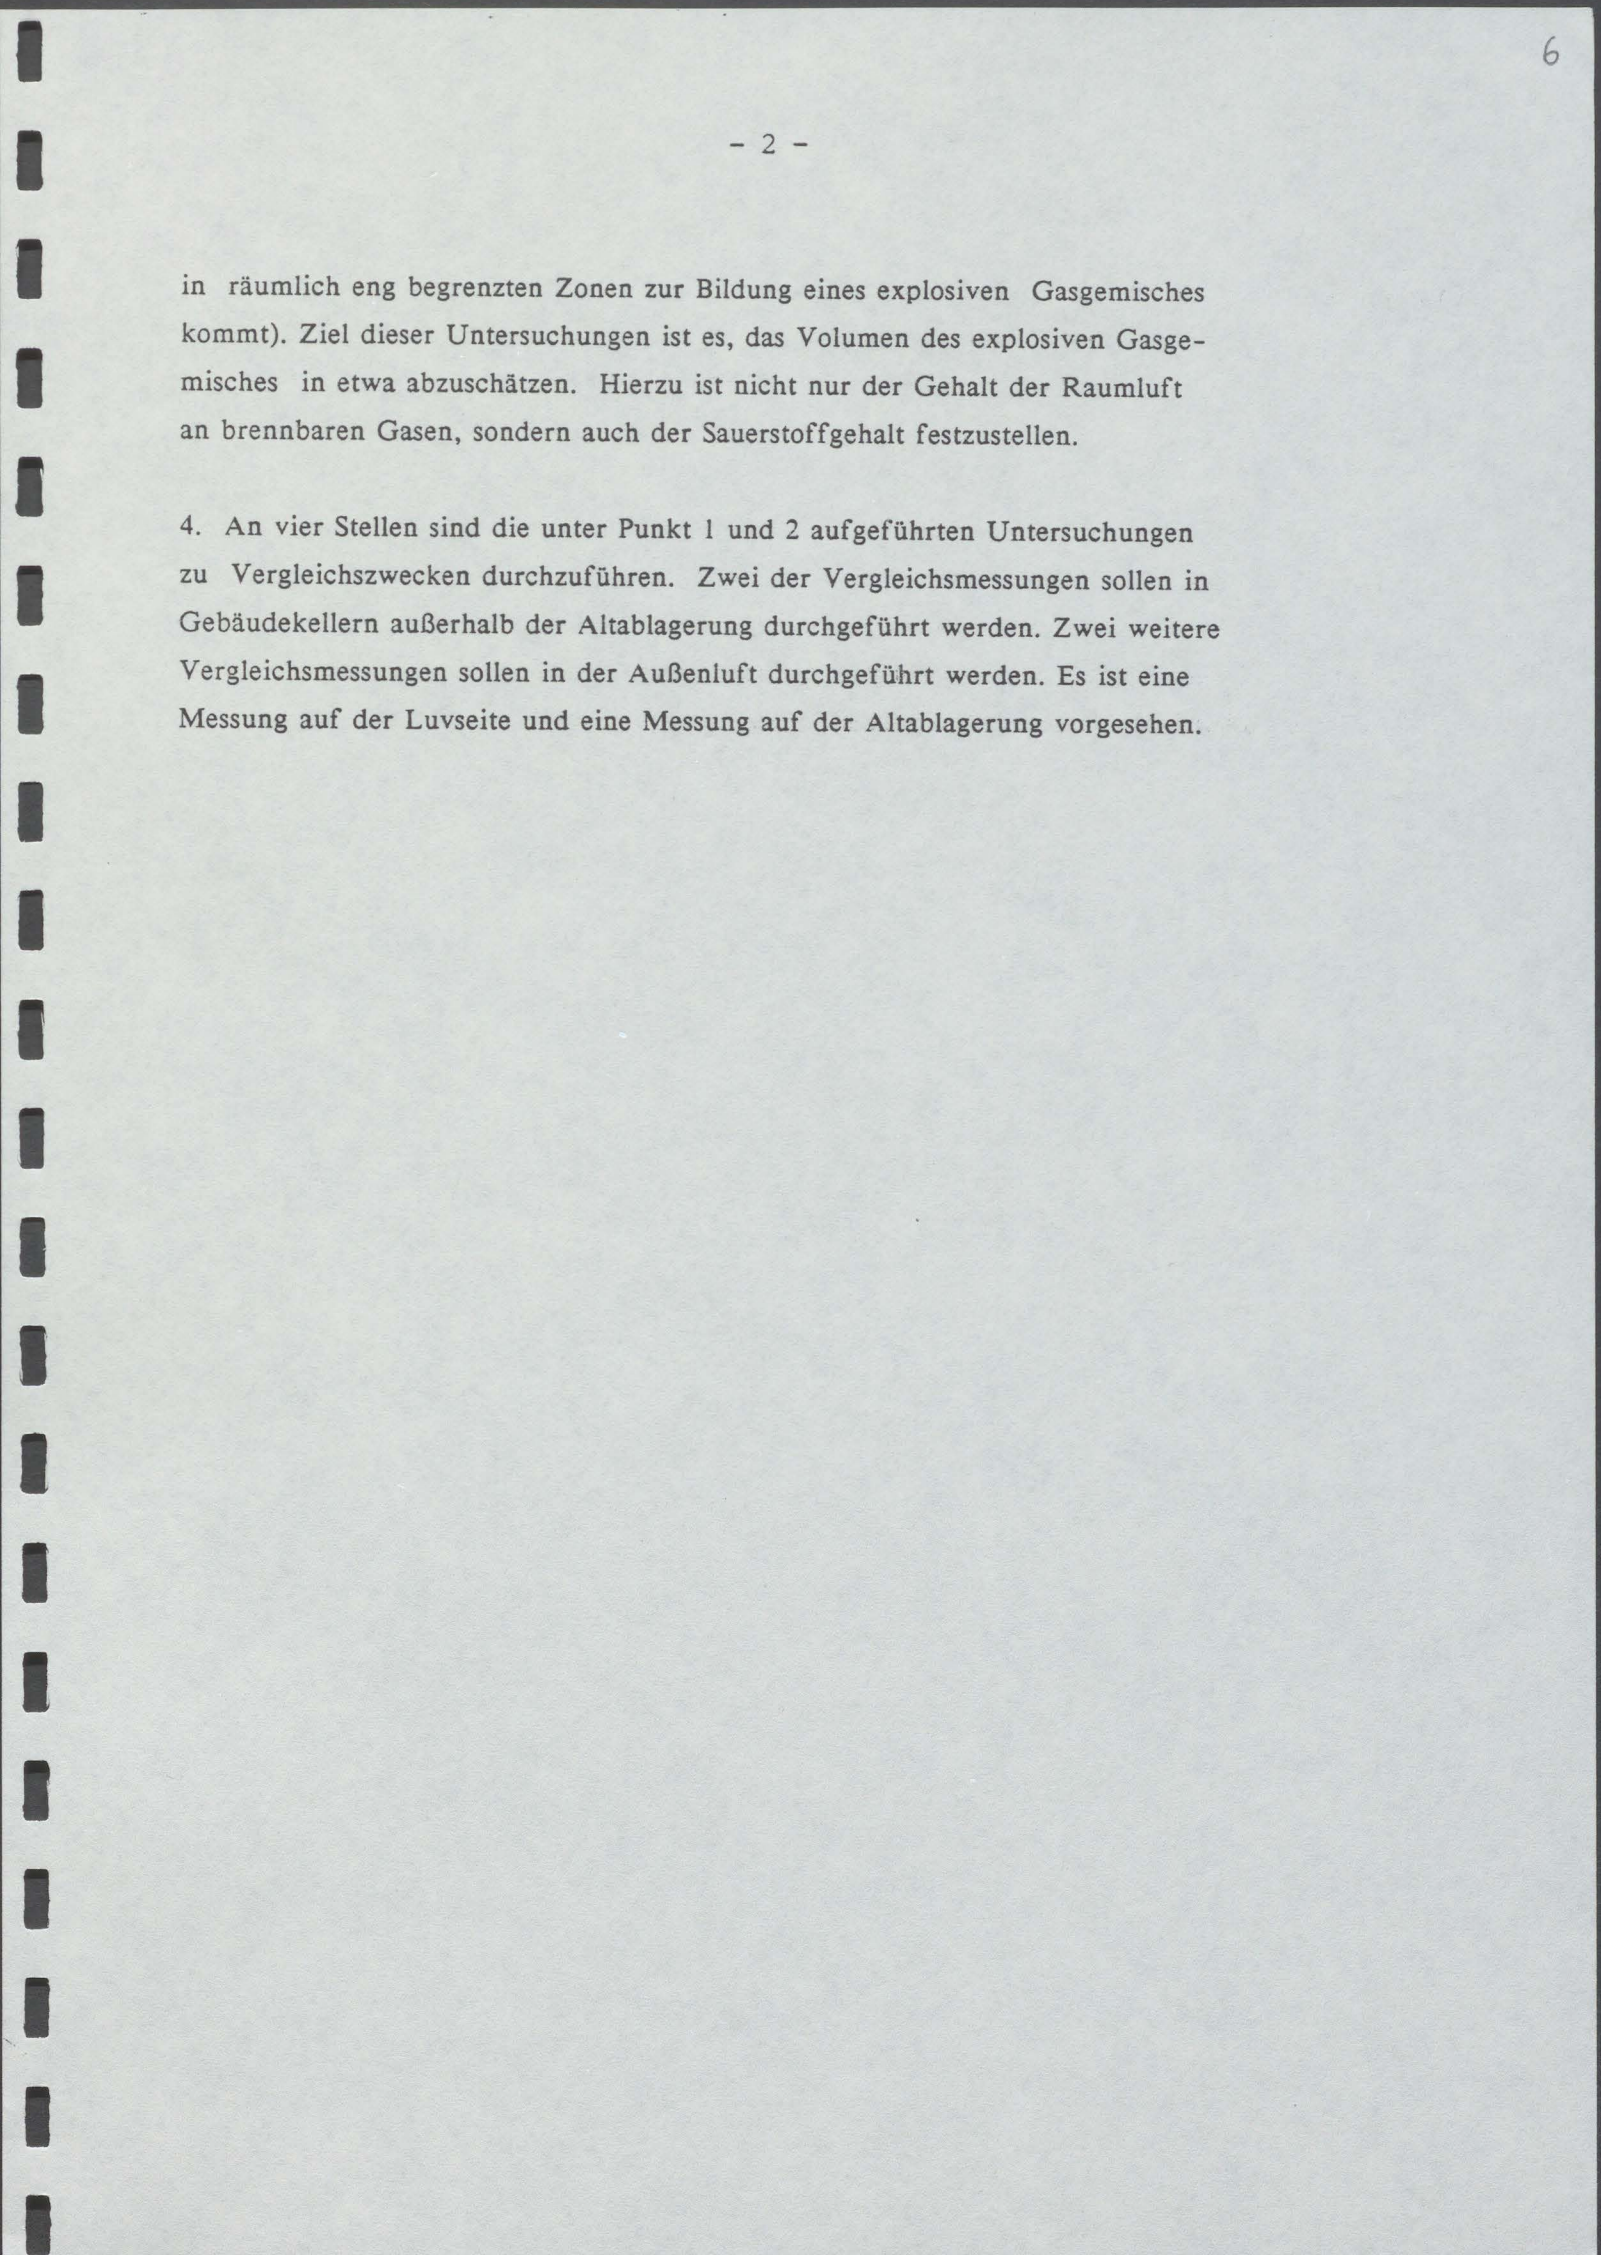 6
- 2 -
in räumlich eng begrenzten Zonen zur Bildung eines explosiven Gasgemisches
kommt). Ziel dieser Untersuchungen ist es, das Volumen des explosiven Gasge-
misches in etwa abzuschätzen. Hierzu ist nicht nur der Gehalt der Raumluft
an brennbaren Gasen, sondern auch der Sauerstoffgehalt festzustellen.
4. An vier Stellen sind die unter Punkt 1 und 2 aufgeführten Untersuchungen
zu Vergleichszwecken durchzuführen. Zwei der Vergleichsmessungen sollen in
Gebäudekellern außerhalb der Altablagerung durchgeführt werden. Zwei weitere
Vergleichsmessungen sollen in der Außenluft durchgeführt werden. Es ist eine
Messung auf der Luvseite und eine Messung auf der Altablagerung vorgesehen.